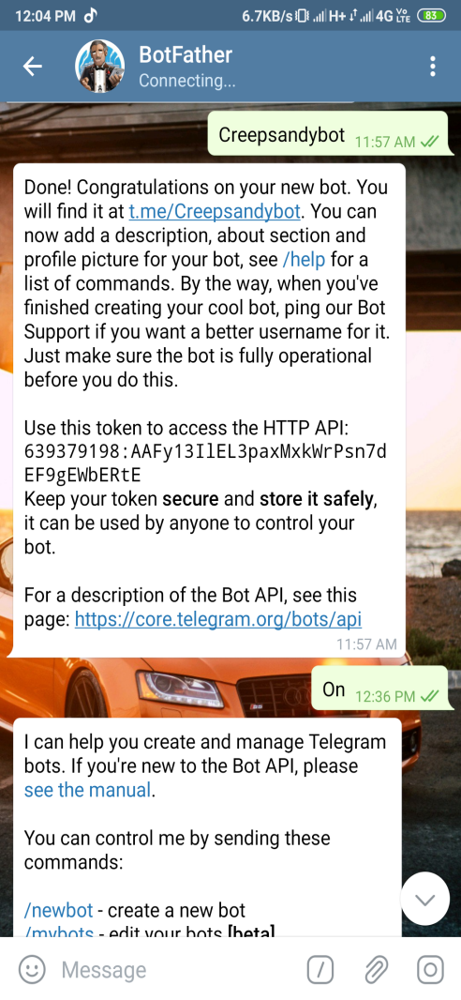 12:04 PM
6.7KB/s H+ 4G Vo LTE 83
BotFather
Connecting...
Creepsandybot 11:57 AM
Done! Congratulations on your new bot. You
will find it at t.me/Creepsandybot. You can
now add a description, about section and
profile picture for your bot, see /help for a
list of commands. By the way, when you've
finished creating your cool bot, ping our Bot
Support if you want a better username for it.
Just make sure the bot is fully operational
before you do this.
Use this token to access the HTTP API:
639379198:AAFy13IlEL3paxMxkWrPsn7d
EF9gEWbERtE
Keep your token secure and store it safely,
it can be used by anyone to control your
bot.
For a description of the Bot API, see this
page: https://core.telegram.org/bots/api
11:57 AM
On 12:36 PM
I can help you create and manage Telegram
bots. If you're new to the Bot API, please
see the manual.
You can control me by sending these
commands:
/newbot - create a new bot
/mybots - edit your bots [beta]
Message